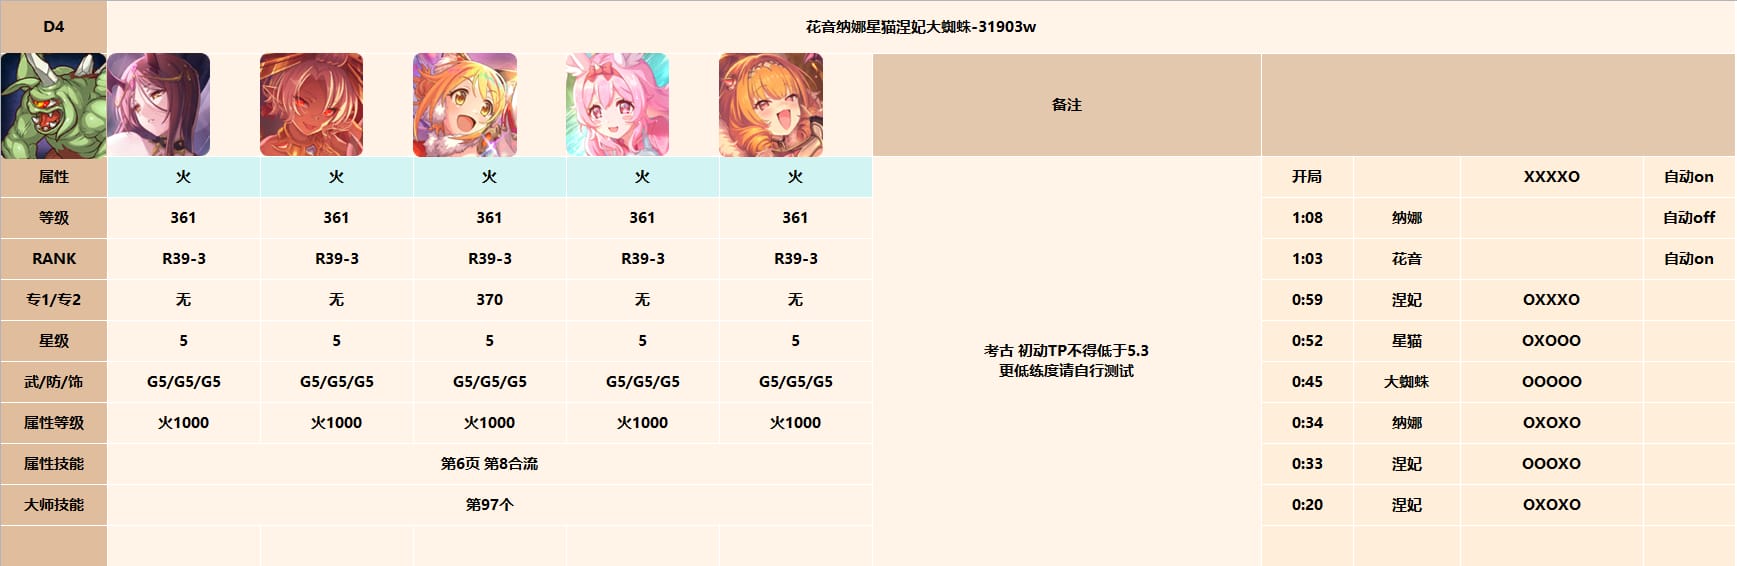 D4 花音纳娜星猫涅妃大蜘蛛-31903w
备注
属性 火 火 火 火 火 开局 XXXXO 自动on
等级 361 361 361 361 361 1:08 纳娜 自动off
RANK R39-3 R39-3 R39-3 R39-3 R39-3 1:03 花音 自动on
专1/专2 无 无 370 无 无 0:59 涅妃 OXXXO
星级 5 5 5 5 5 0:52 星猫 OXOOO
考古 初动TP不得低于5.3
更低练度请自行测试
武/防/饰 G5/G5/G5 G5/G5/G5 G5/G5/G5 G5/G5/G5 G5/G5/G5 0:45 大蜘蛛 OOOOO
属性等级 火1000 火1000 火1000 火1000 火1000 0:34 纳娜 OXOXO
属性技能 第6页 第8合流 0:33 涅妃 OOOXO
大师技能 第97个 0:20 涅妃 OXOXO